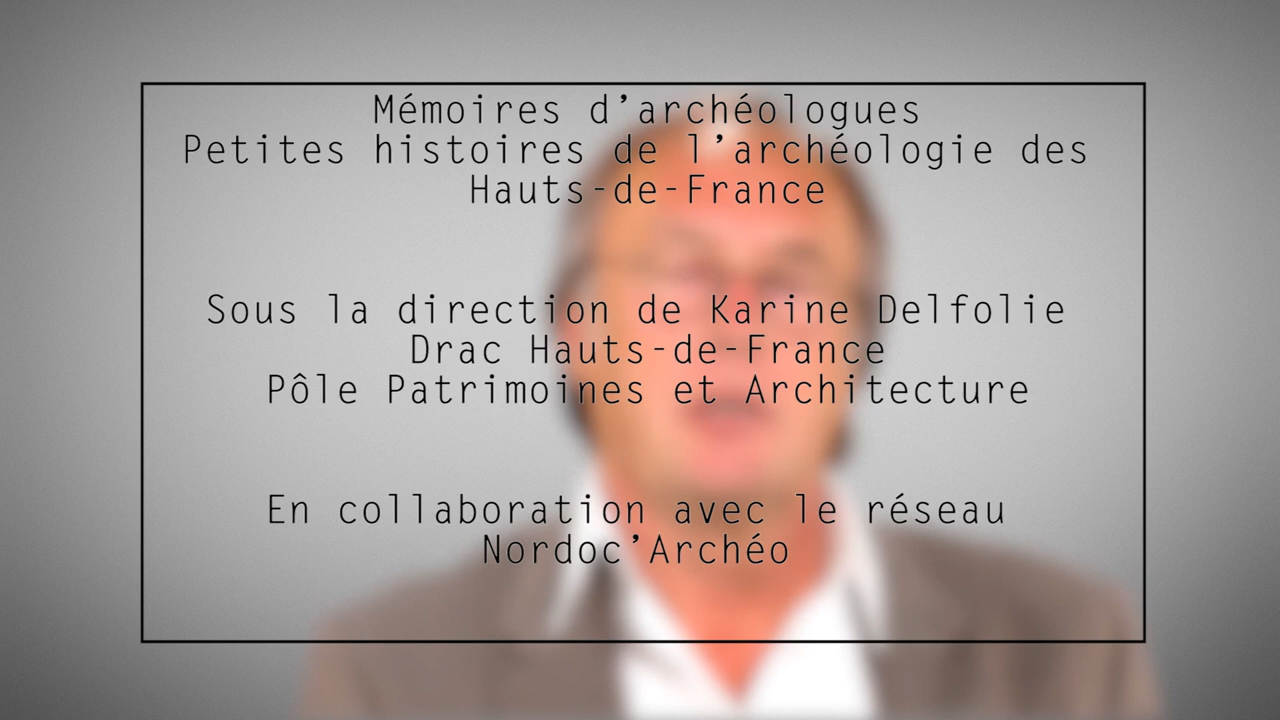 Mémoires d’archéologues
Petites histoires de l’archéologie des
Hauts-de-France
Sous la direction de Karine Delfolie
Drac Hauts-de-France
Pôle Patrimoines et Architecture
En collaboration avec le réseau
Nordoc’Archéo